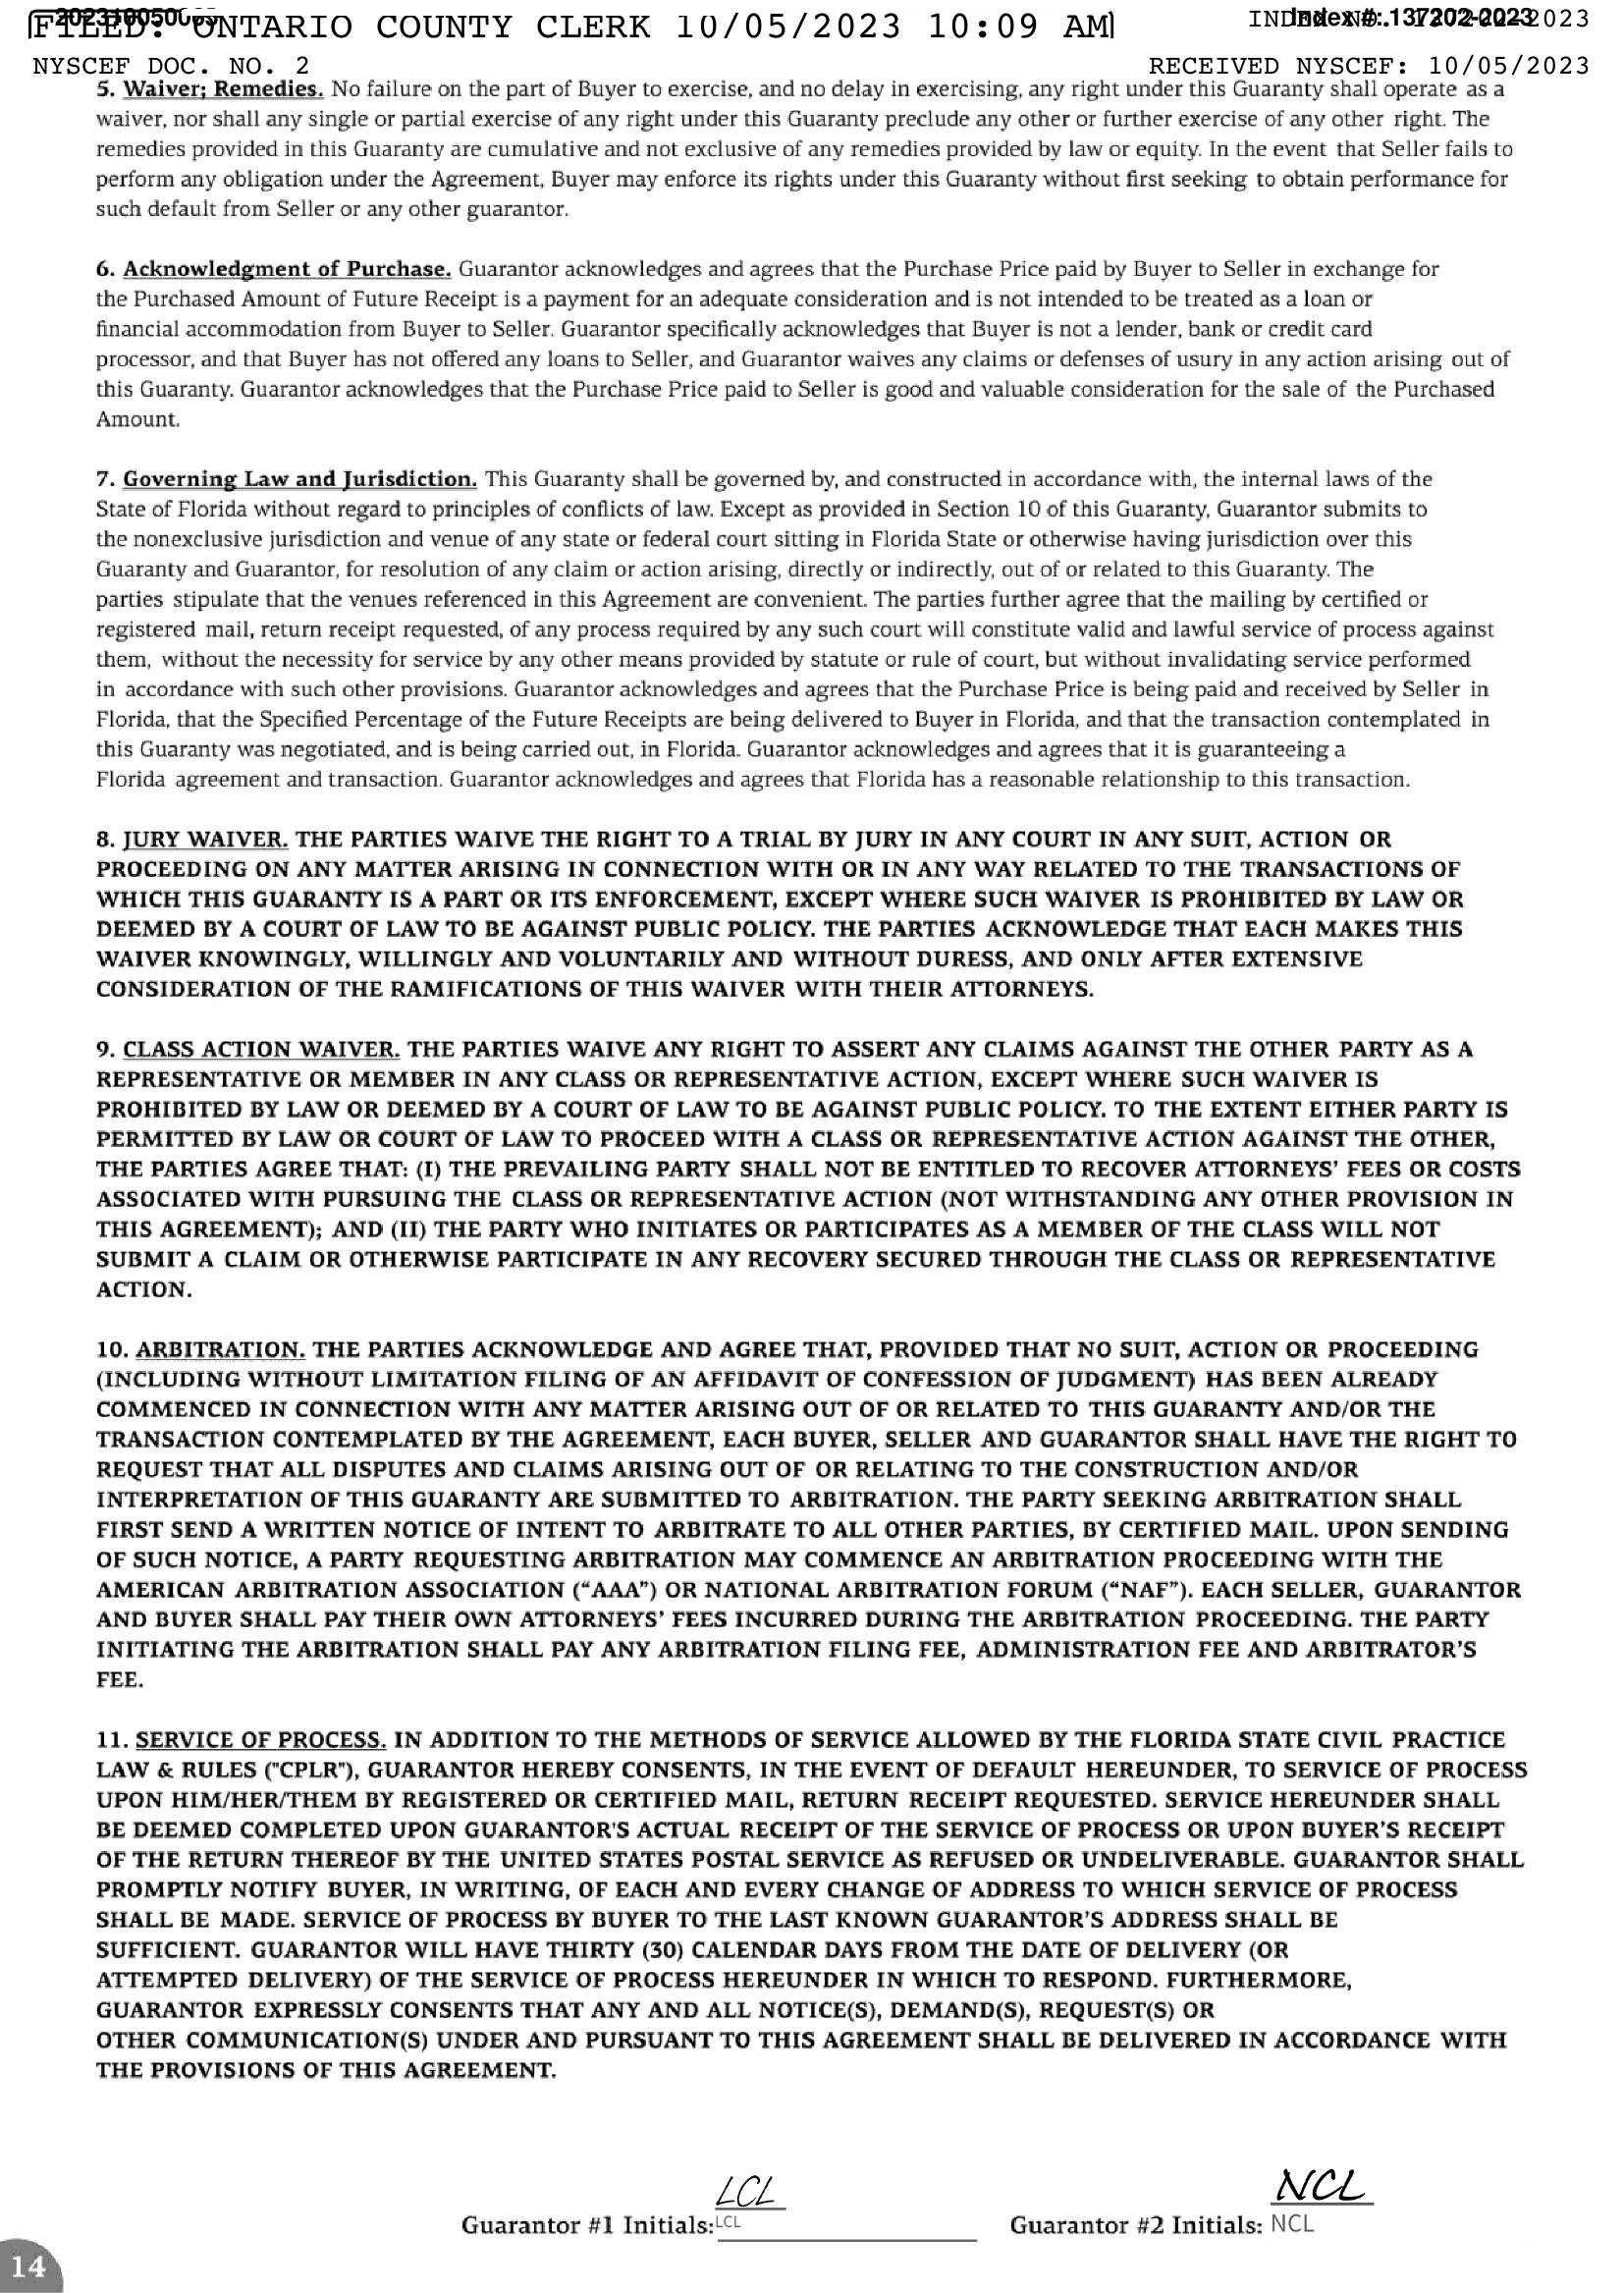 FILED: ONTARIO COUNTY CLERK 10/05/2023 10:09 AM
Index #: 137202-2023
NYSCEF DOC. NO. 2
RECEIVED NYSCEF: 10/05/2023
5. Waiver; Remedies. No failure on the part of Buyer to exercise, and no delay in exercising, any right under this Guaranty shall operate as a
waiver, nor shall any single or partial exercise of any right under this Guaranty preclude any other or further exercise of any other right. The
remedies provided in this Guaranty are cumulative and not exclusive of any remedies provided by law or equity. In the event that Seller fails to
perform any obligation under the Agreement, Buyer may enforce its rights under this Guaranty without first seeking to obtain performance for
such default from Seller or any other guarantor.
6. Acknowledgment of Purchase. Guarantor acknowledges and agrees that the Purchase Price paid by Buyer to Seller in exchange for
the Purchased Amount of Future Receipt is a payment for an adequate consideration and is not intended to be treated as a loan or
financial accommodation from Buyer to Seller. Guarantor specifically acknowledges that Buyer is not a lender, bank or credit card
processor, and that Buyer has not offered any loans to Seller, and Guarantor waives any claims or defenses of usury in any action arising out of
this Guaranty. Guarantor acknowledges that the Purchase Price paid to Seller is good and valuable consideration for the sale of the Purchased
Amount.
7. Governing Law and Jurisdiction. This Guaranty shall be governed by, and constructed in accordance with, the internal laws of the
State of Florida without regard to principles of conflicts of law. Except as provided in Section 10 of this Guaranty, Guarantor submits to
the nonexclusive jurisdiction and venue of any state or federal court sitting in Florida State or otherwise having jurisdiction over this
Guaranty and Guarantor, for resolution of any claim or action arising, directly or indirectly, out of or related to this Guaranty. The
parties stipulate that the venues referenced in this Agreement are convenient. The parties further agree that the mailing by certified or
registered mail, return receipt requested, of any process required by any such court will constitute valid and lawful service of process against
them, without the necessity for service by any other means provided by statute or rule of court, but without invalidating service performed
in accordance with such other provisions. Guarantor acknowledges and agrees that the Purchase Price is being paid and received by Seller in
Florida, that the Specified Percentage of the Future Receipts are being delivered to Buyer in Florida, and that the transaction contemplated in
this Guaranty was negotiated, and is being carried out, in Florida. Guarantor acknowledges and agrees that it is guaranteeing a
Florida agreement and transaction. Guarantor acknowledges and agrees that Florida has a reasonable relationship to this transaction.
8. JURY WAIVER. THE PARTIES WAIVE THE RIGHT TO A TRIAL BY JURY IN ANY COURT IN ANY SUIT, ACTION OR
PROCEEDING ON ANY MATTER ARISING IN CONNECTION WITH OR IN ANY WAY RELATED TO THE TRANSACTIONS OF
WHICH THIS GUARANTY IS A PART OR ITS ENFORCEMENT, EXCEPT WHERE SUCH WAIVER IS PROHIBITED BY LAW OR
DEEMED BY A COURT OF LAW TO BE AGAINST PUBLIC POLICY. THE PARTIES ACKNOWLEDGE THAT EACH MAKES THIS
WAIVER KNOWINGLY, WILLINGLY AND VOLUNTARILY AND WITHOUT DURESS, AND ONLY AFTER EXTENSIVE
CONSIDERATION OF THE RAMIFICATIONS OF THIS WAIVER WITH THEIR ATTORNEYS.
9. CLASS ACTION WAIVER. THE PARTIES WAIVE ANY RIGHT TO ASSERT ANY CLAIMS AGAINST THE OTHER PARTY AS A
REPRESENTATIVE OR MEMBER IN ANY CLASS OR REPRESENTATIVE ACTION, EXCEPT WHERE SUCH WAIVER IS
PROHIBITED BY LAW OR DEEMED BY A COURT OF LAW TO BE AGAINST PUBLIC POLICY. TO THE EXTENT EITHER PARTY IS
PERMITTED BY LAW OR COURT OF LAW TO PROCEED WITH A CLASS OR REPRESENTATIVE ACTION AGAINST THE OTHER,
THE PARTIES AGREE THAT: (I) THE PREVAILING PARTY SHALL NOT BE ENTITLED TO RECOVER ATTORNEYS’ FEES OR COSTS
ASSOCIATED WITH PURSUING THE CLASS OR REPRESENTATIVE ACTION (NOT WITHSTANDING ANY OTHER PROVISION IN
THIS AGREEMENT); AND (II) THE PARTY WHO INITIATES OR PARTICIPATES AS A MEMBER OF THE CLASS WILL NOT
SUBMIT A CLAIM OR OTHERWISE PARTICIPATE IN ANY RECOVERY SECURED THROUGH THE CLASS OR REPRESENTATIVE
ACTION.
10. ARBITRATION. THE PARTIES ACKNOWLEDGE AND AGREE THAT, PROVIDED THAT NO SUIT, ACTION OR PROCEEDING
(INCLUDING WITHOUT LIMITATION FILING OF AN AFFIDAVIT OF CONFESSION OF JUDGMENT) HAS BEEN ALREADY
COMMENCED IN CONNECTION WITH ANY MATTER ARISING OUT OF OR RELATED TO THIS GUARANTY AND/OR THE
TRANSACTION CONTEMPLATED BY THE AGREEMENT, EACH BUYER, SELLER AND GUARANTOR SHALL HAVE THE RIGHT TO
REQUEST THAT ALL DISPUTES AND CLAIMS ARISING OUT OF OR RELATING TO THE CONSTRUCTION AND/OR
INTERPRETATION OF THIS GUARANTY ARE SUBMITTED TO ARBITRATION. THE PARTY SEEKING ARBITRATION SHALL
FIRST SEND A WRITTEN NOTICE OF INTENT TO ARBITRATE TO ALL OTHER PARTIES, BY CERTIFIED MAIL. UPON SENDING
OF SUCH NOTICE, A PARTY REQUESTING ARBITRATION MAY COMMENCE AN ARBITRATION PROCEEDING WITH THE
AMERICAN ARBITRATION ASSOCIATION (“AAA”) OR NATIONAL ARBITRATION FORUM (“NAF”). EACH SELLER, GUARANTOR
AND BUYER SHALL PAY THEIR OWN ATTORNEYS’ FEES INCURRED DURING THE ARBITRATION PROCEEDING. THE PARTY
INITIATING THE ARBITRATION SHALL PAY ANY ARBITRATION FILING FEE, ADMINISTRATION FEE AND ARBITRATOR’S
FEE.
11. SERVICE OF PROCESS. IN ADDITION TO THE METHODS OF SERVICE ALLOWED BY THE FLORIDA STATE CIVIL PRACTICE
LAW & RULES ("CPLR"), GUARANTOR HEREBY CONSENTS, IN THE EVENT OF DEFAULT HEREUNDER, TO SERVICE OF PROCESS
UPON HIM/HER/THEM BY REGISTERED OR CERTIFIED MAIL, RETURN RECEIPT REQUESTED. SERVICE HEREUNDER SHALL
BE DEEMED COMPLETED UPON GUARANTOR'S ACTUAL RECEIPT OF THE SERVICE OF PROCESS OR UPON BUYER'S RECEIPT
OF THE RETURN THEREOF BY THE UNITED STATES POSTAL SERVICE AS REFUSED OR UNDELIVERABLE. GUARANTOR SHALL
PROMPTLY NOTIFY BUYER, IN WRITING, OF EACH AND EVERY CHANGE OF ADDRESS TO WHICH SERVICE OF PROCESS
SHALL BE MADE. SERVICE OF PROCESS BY BUYER TO THE LAST KNOWN GUARANTOR’S ADDRESS SHALL BE
SUFFICIENT. GUARANTOR WILL HAVE THIRTY (30) CALENDAR DAYS FROM THE DATE OF DELIVERY (OR
ATTEMPTED DELIVERY) OF THE SERVICE OF PROCESS HEREUNDER IN WHICH TO RESPOND. FURTHERMORE,
GUARANTOR EXPRESSLY CONSENTS THAT ANY AND ALL NOTICE(S), DEMAND(S), REQUEST(S) OR
OTHER COMMUNICATION(S) UNDER AND PURSUANT TO THIS AGREEMENT SHALL BE DELIVERED IN ACCORDANCE WITH
THE PROVISIONS OF THIS AGREEMENT.
LCL
NCL
Guarantor #1 Initials: LCL
Guarantor #2 Initials: NCL
14